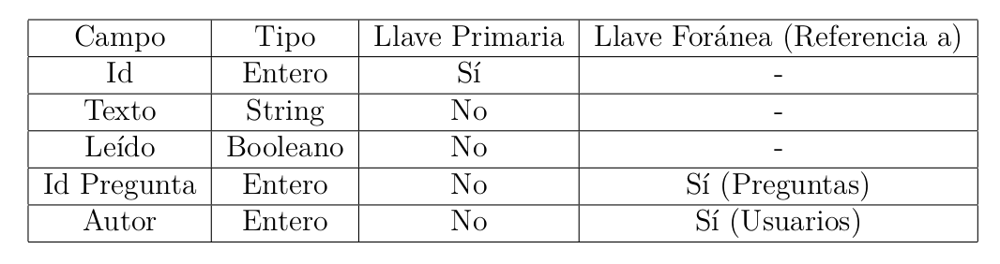 Campo Tipo Llave Primaria Llave Foránea (Referencia a)
Id Entero Sí -
Texto String No -
Leído Booleano No -
Id Pregunta Entero No Sí (Preguntas)
Autor Entero No Sí (Usuarios)